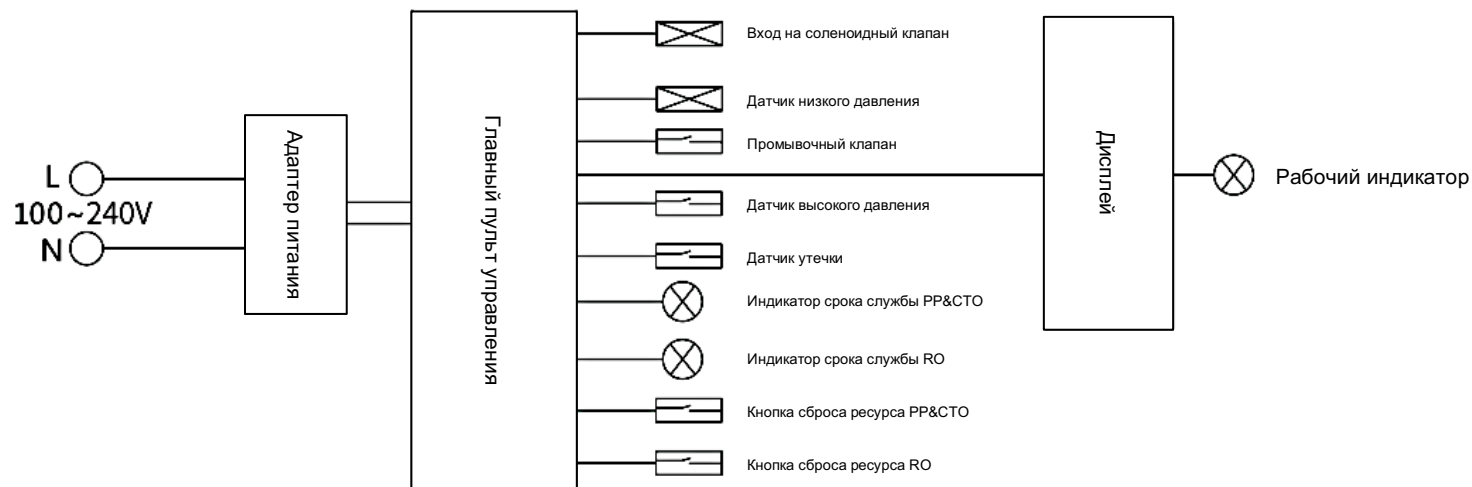 L
100~240V
N
Адаптер питания
Главный пульт управления
Вход на соленоидный клапан
Датчик низкого давления
Промывочный клапан
Датчик высокого давления
Датчик утечки
Индикатор срока службы PP&CTO
Индикатор срока службы RO
Кнопка сброса ресурса PP&CTO
Кнопка сброса ресурса RO
Дисплей
Рабочий индикатор